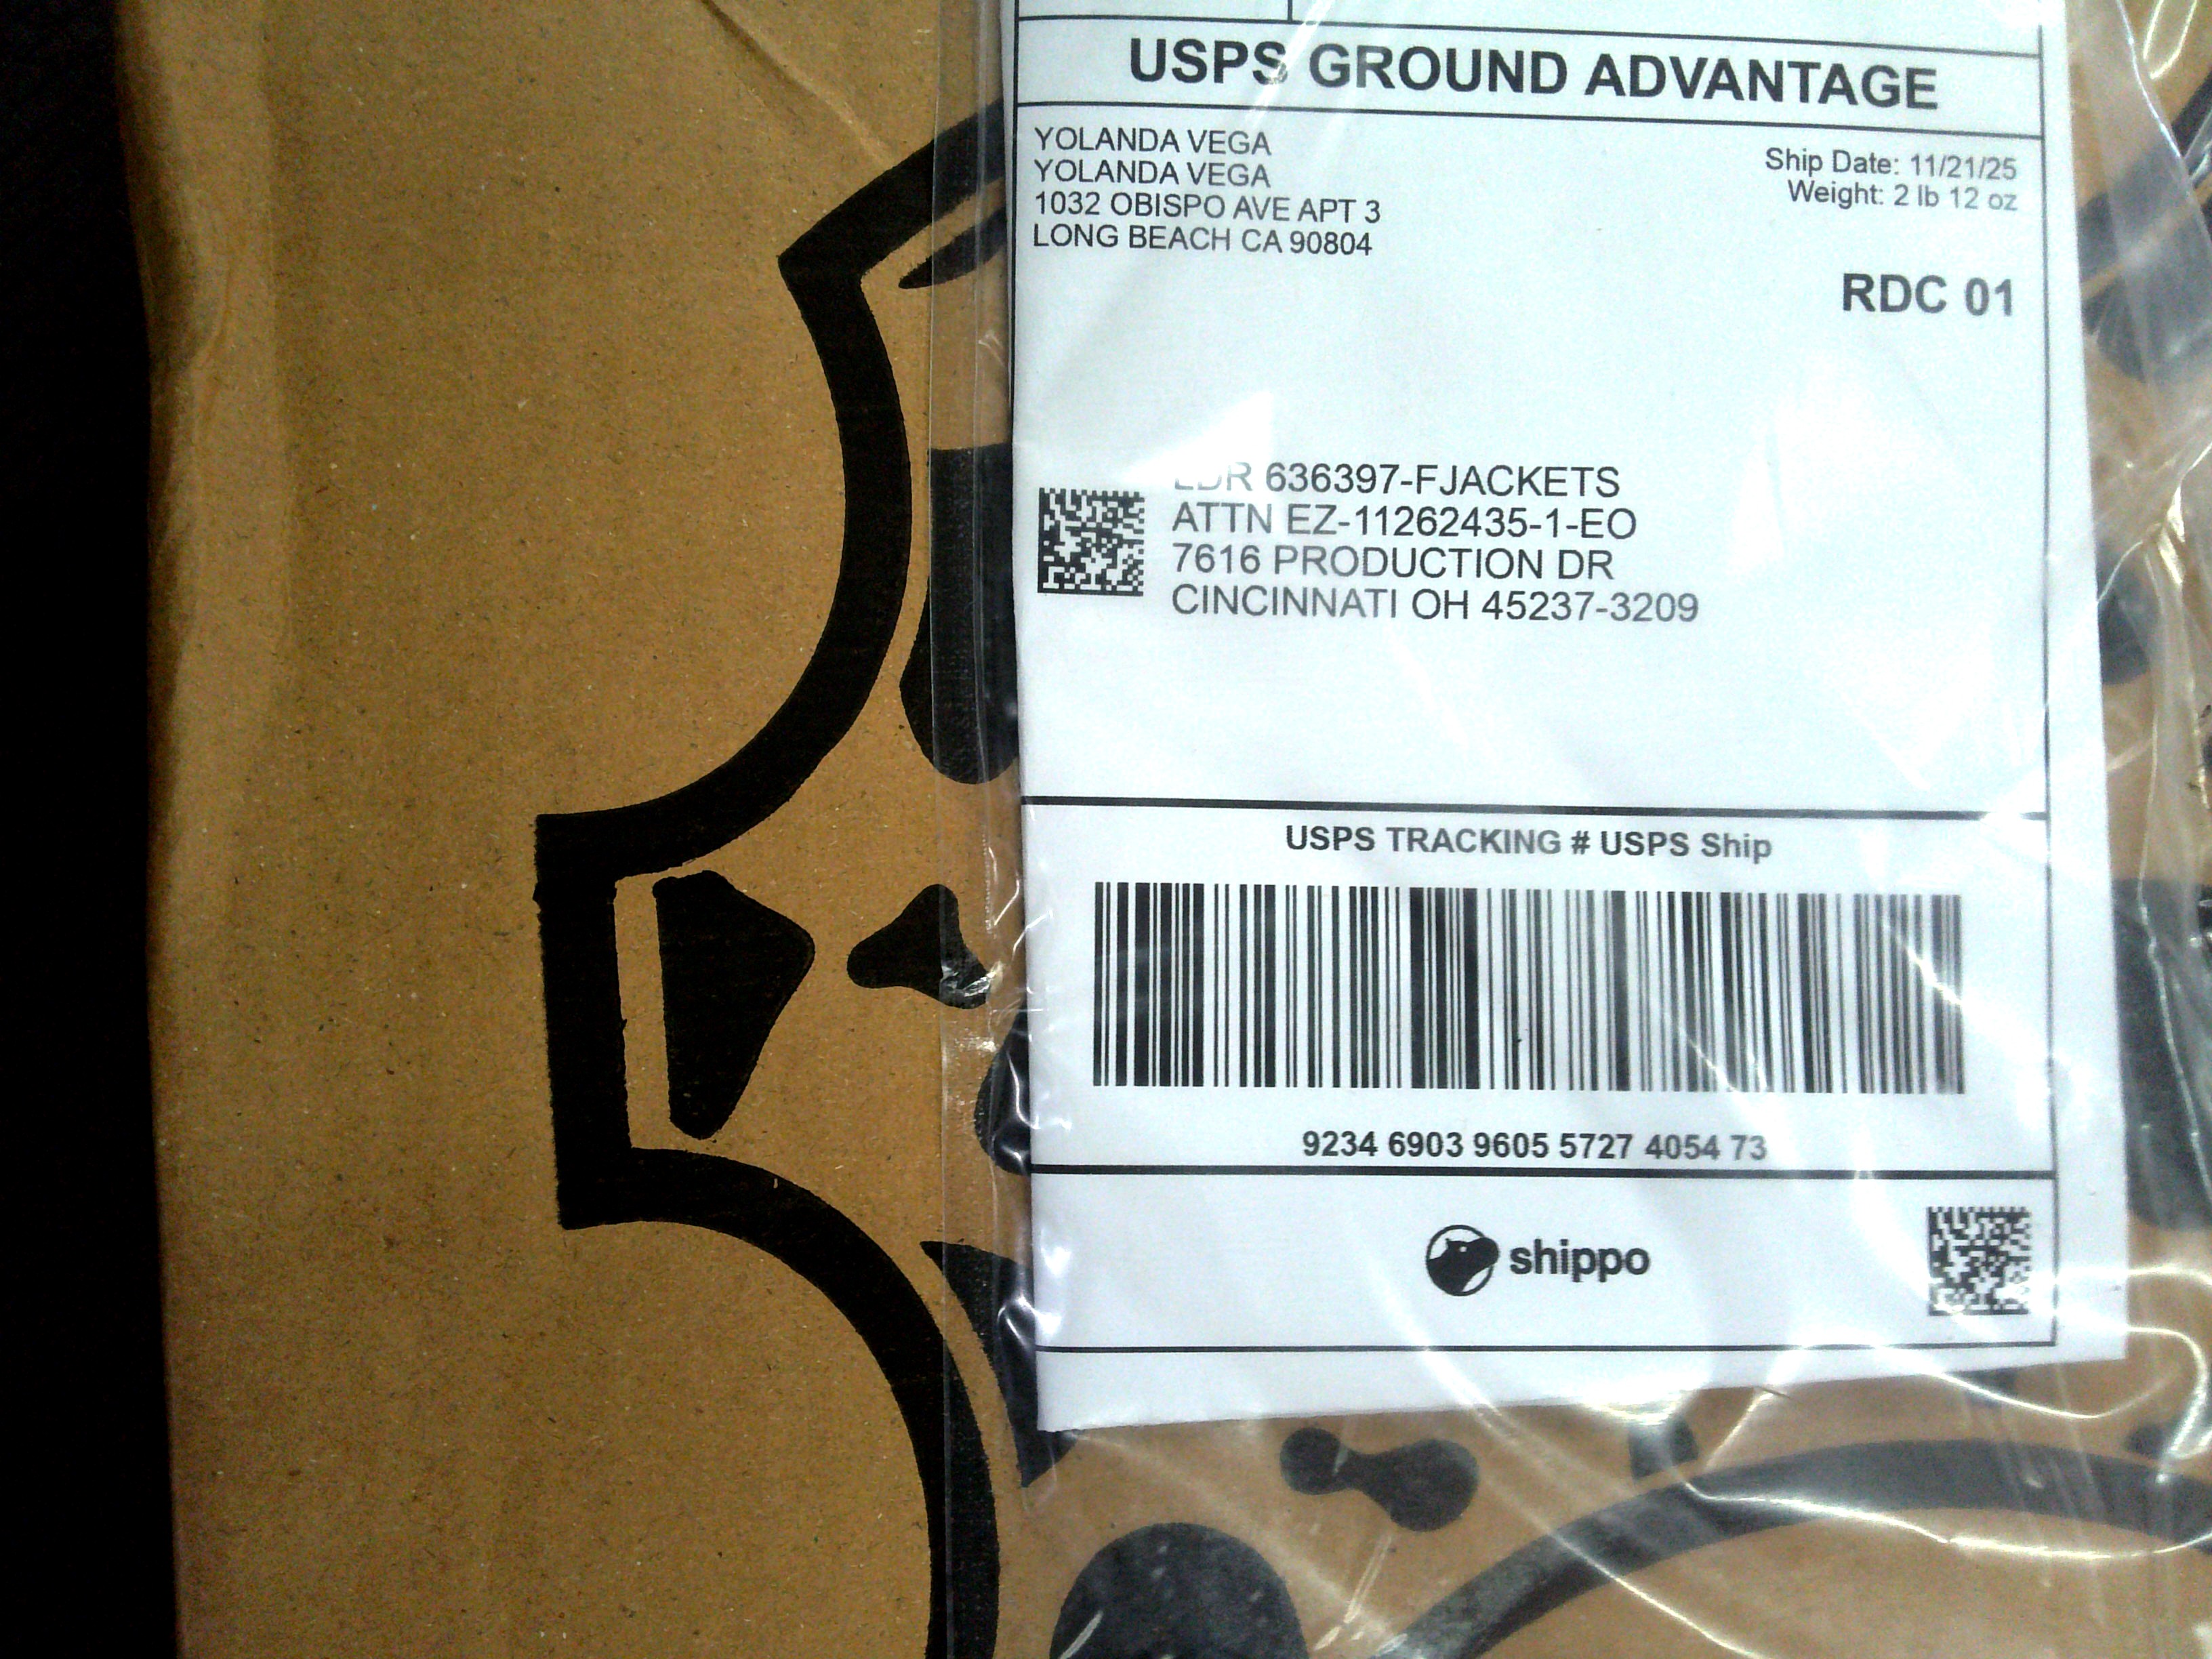 USPS GROUND ADVANTAGE
YOLANDA VEGA
YOLANDA VEGA
1032 OBISPO AVE APT 3
LONG BEACH CA 90804
Ship Date: 11/21/25
Weight: 2 lb 12 oz
RDC 01
636397-FJACKETS
ATTN EZ-11262435-1-EO
7616 PRODUCTION DR
CINCINNATI OH 45237-3209
USPS TRACKING # USPS Ship
9234 6903 9605 5727 4054 73
shippo